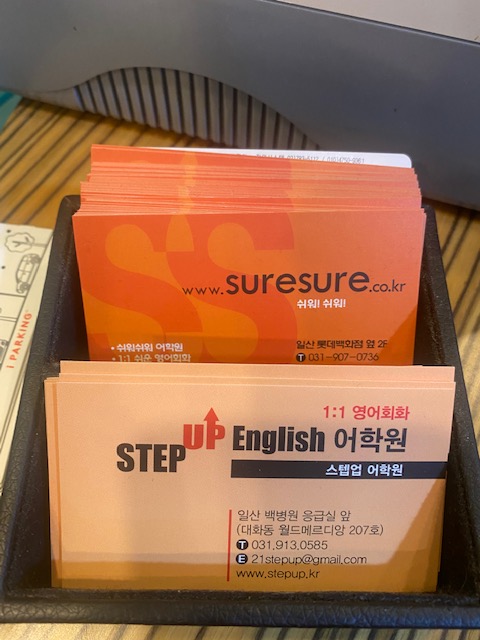 www.suresure.co.kr
쉬워! 쉬워!
• 쉬워쉬워 어학원
• 1:1 쉬운 영어회화
일산 롯데백화점 옆 2F
T 031-907-0736
1:1 영어회화
STEP UP English 어학원
스텝업 어학원
일산 백병원 응급실 앞
(대화동 월드메르디앙 207호)
T 031.913.0585
E 21stepup@gmail.com
www.stepup.kr
i PARKING